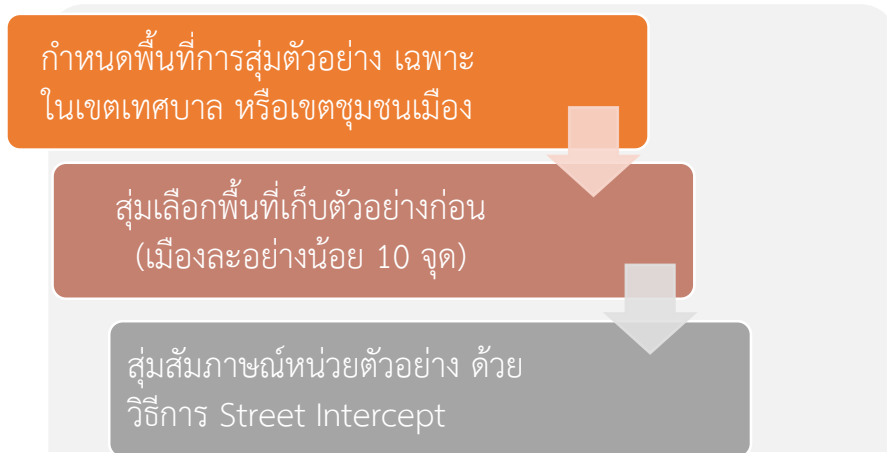 กำหนดพื้นที่การสุ่มตัวอย่าง เฉพาะ
ในเขตเทศบาล หรือเขตชุมชนเมือง
สุ่มเลือกพื้นที่เก็บตัวอย่างก่อน
(เมืองละอย่างน้อย 10 จุด)
สุ่มสัมภาษณ์หน่วยตัวอย่าง ด้วย
วิธีการ Street Intercept